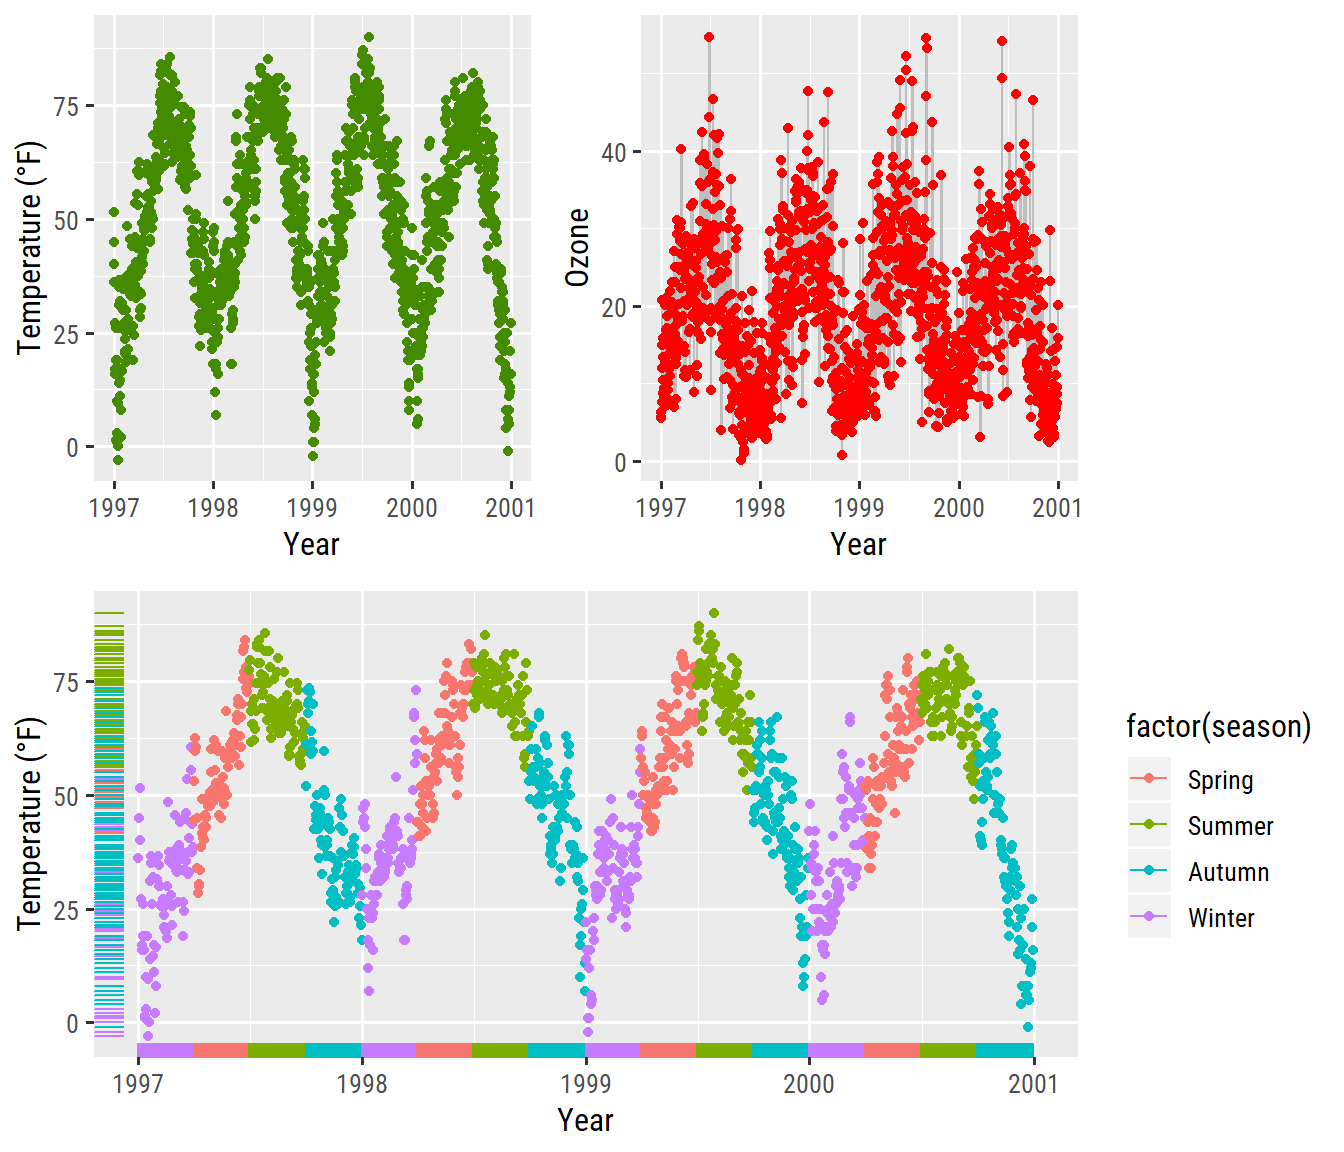 Temperature (°F)
75
50
25
0
1997 1998 1999 2000 2001
Year
Ozone
40
20
0
1997 1998 1999 2000 2001
Year
Temperature (°F)
75
50
25
0
1997 1998 1999 2000 2001
Year
factor(season)
Spring
Summer
Autumn
Winter